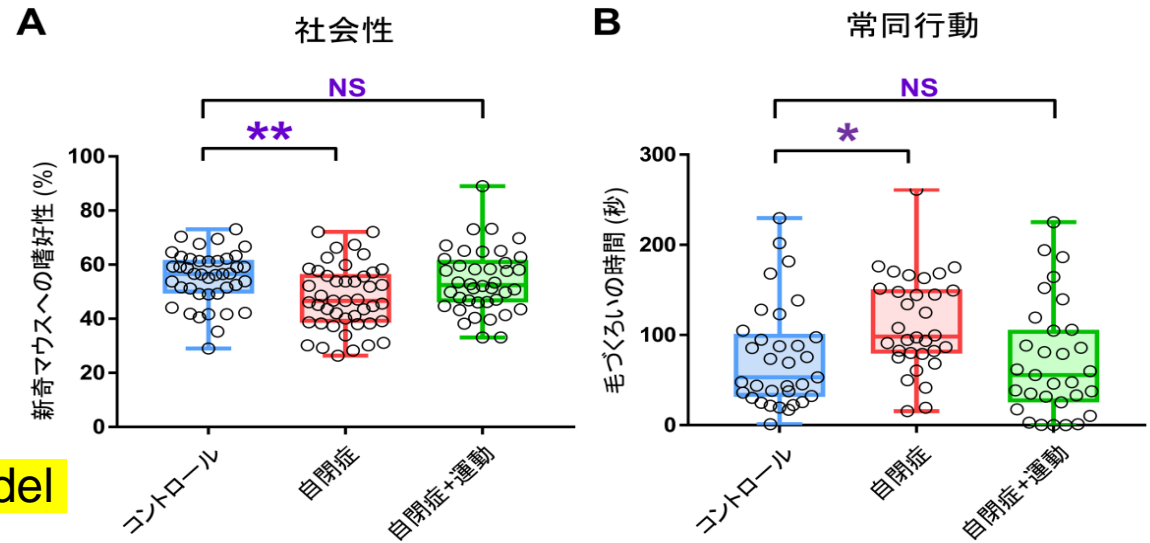 A 社会性
NS
**
新奇マウスへの嗜好性 (%)
100
80
60
40
20
0
コントロール
自閉症
自閉症+運動
del
B 常同行動
NS
*
毛づくろいの時間 (秒)
300
200
100
0
コントロール
自閉症
自閉症+運動